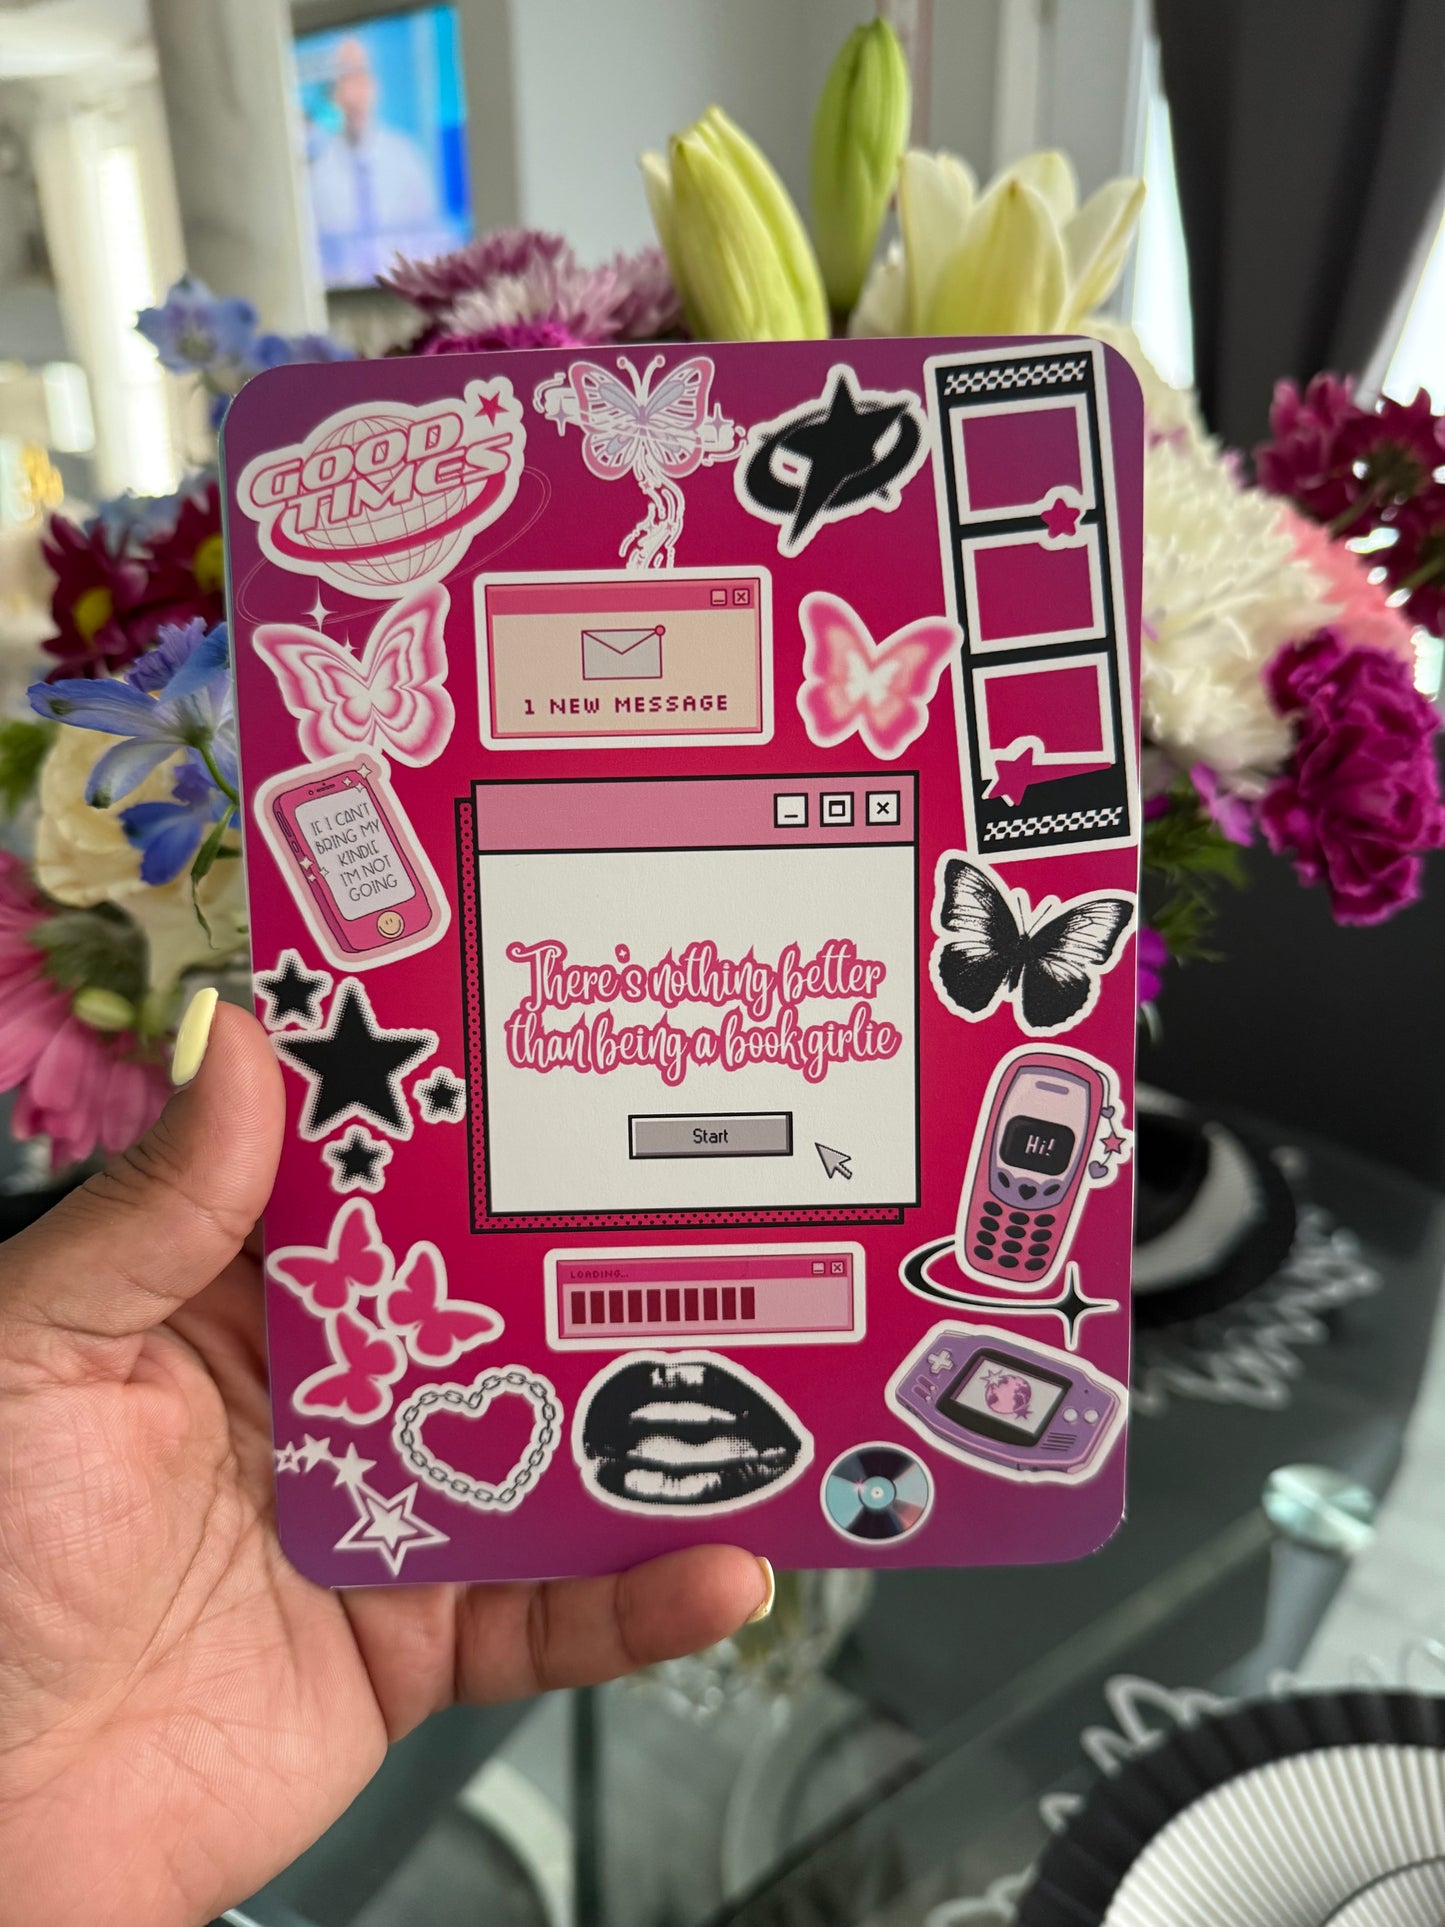 GOOD
TIMES
1 NEW MESSAGE
IF I CAN'T
BRING MY
KINDLE
I'M NOT
GOING
There's nothing better
than being a book girlie
Start
Hi!
LOADING...